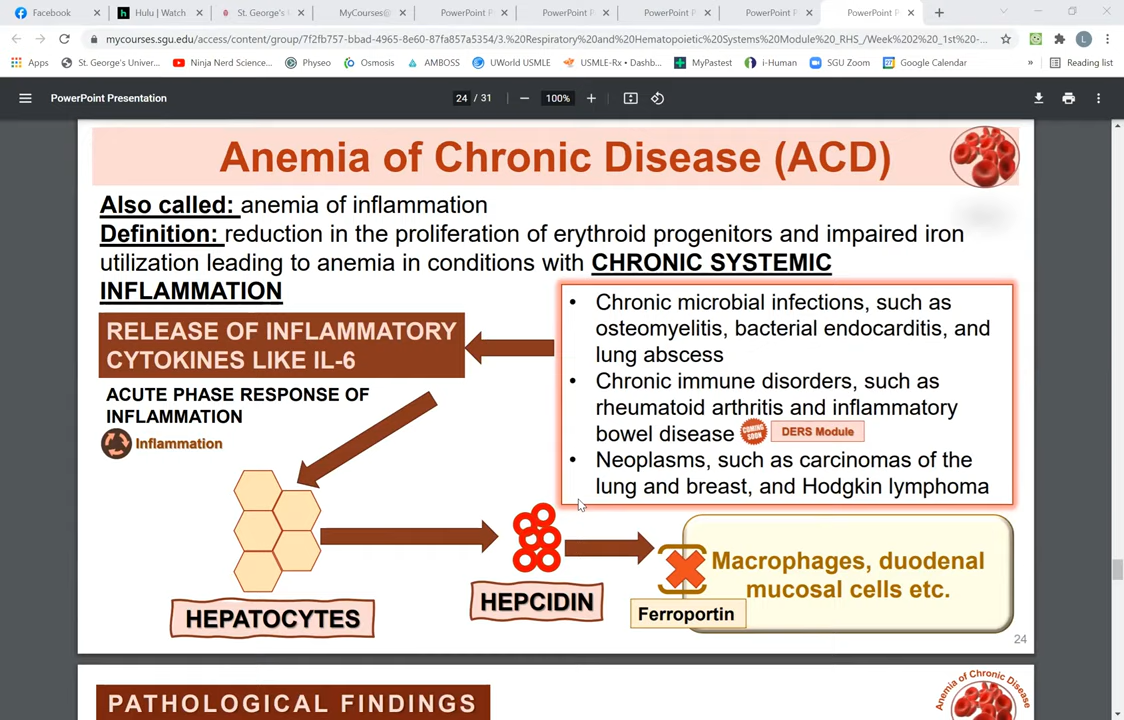 Facebook
Hulu | Watch
St. George's
MyCourses@
PowerPoint P
PowerPoint P
PowerPoint P
PowerPoint P
PowerPoint P
mycourses.sgu.edu/access/content/group/7f2fb757-bbad-4965-8e60-87fa857a5354/3.%20Respiratory%20and%20Hematopoietic%20Systems%20Module%20_RHS_/Week%202%20_1st%20-...
L
Apps
St. George's Univer...
Ninja Nerd Science...
Physeo
Osmosis
AMBOSS
UWorld USMLE
USMLE-Rx • Dashb...
MyPastest
i-Human
SGU Zoom
27
Google Calendar
»
Reading list
PowerPoint Presentation
24 / 31
100%
Anemia of Chronic Disease (ACD)
Also called: anemia of inflammation
Definition: reduction in the proliferation of erythroid progenitors and impaired iron
utilization leading to anemia in conditions with CHRONIC SYSTEMIC
INFLAMMATION
• Chronic microbial infections, such as
osteomyelitis, bacterial endocarditis, and
lung abscess
• Chronic immune disorders, such as
rheumatoid arthritis and inflammatory
bowel disease
COMING SOON
DERS Module
• Neoplasms, such as carcinomas of the
lung and breast, and Hodgkin lymphoma
RELEASE OF INFLAMMATORY
CYTOKINES LIKE IL-6
ACUTE PHASE RESPONSE OF
INFLAMMATION
Inflammation
HEPATOCYTES
HEPCIDIN
Ferroportin
Macrophages, duodenal
mucosal cells etc.
24
PATHOLOGICAL FINDINGS
Anemia of Chronic Disease